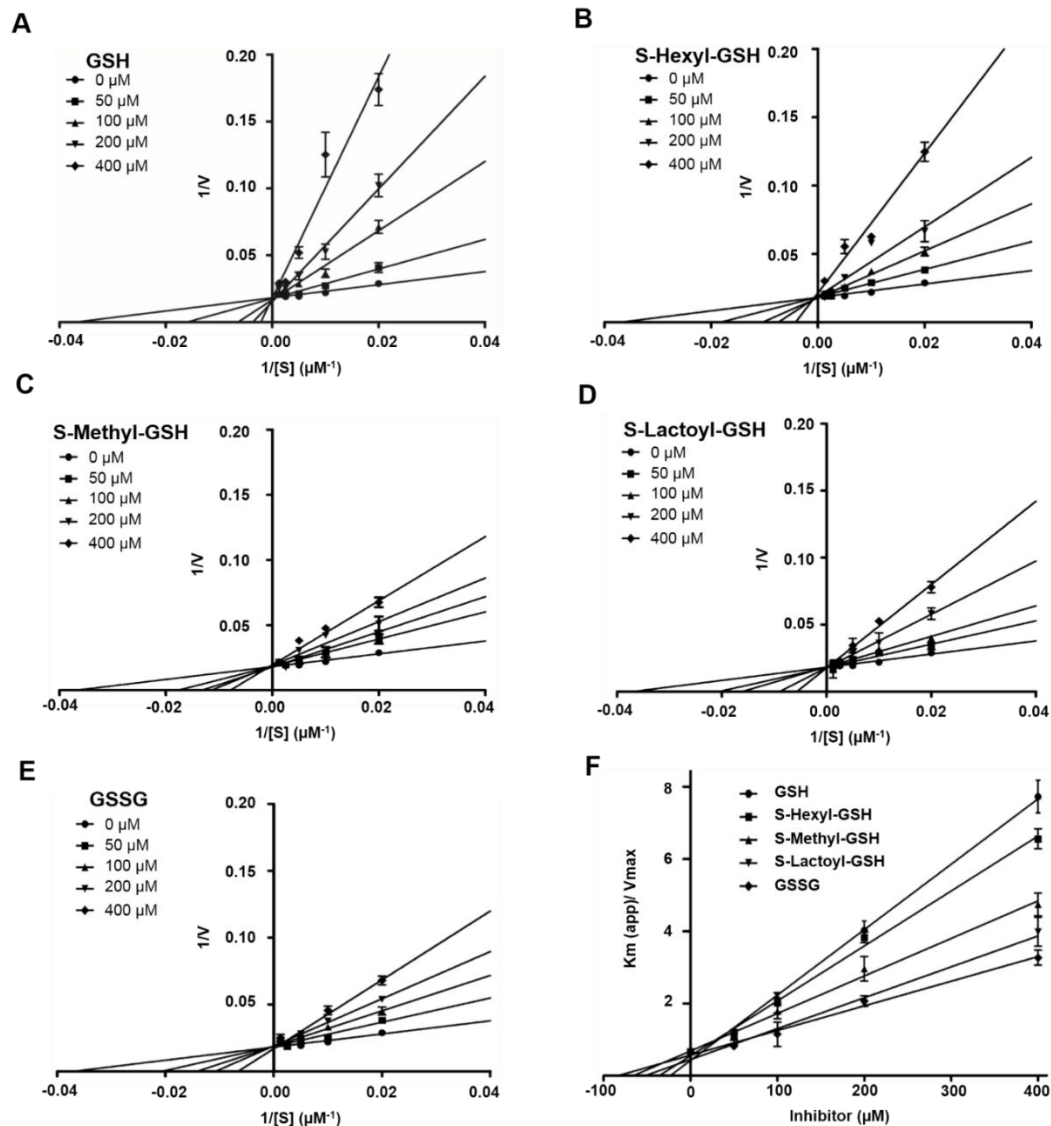 A
GSH
0 µM
50 µM
100 µM
200 µM
400 µM
1/V
0.20
0.15
0.10
0.05
-0.04
-0.02
0.00
0.02
0.04
1/[S] (µM⁻¹)
B
S-Hexyl-GSH
0 µM
50 µM
100 µM
200 µM
400 µM
1/V
0.20
0.15
0.10
0.05
-0.04
-0.02
0.00
0.02
0.04
1/[S] (µM⁻¹)
C
S-Methyl-GSH
0 µM
50 µM
100 µM
200 µM
400 µM
1/V
0.20
0.15
0.10
0.05
-0.04
-0.02
0.00
0.02
0.04
1/[S] (µM⁻¹)
D
S-Lactoyl-GSH
0 µM
50 µM
100 µM
200 µM
400 µM
1/V
0.20
0.15
0.10
0.05
-0.04
-0.02
0.00
0.02
0.04
1/[S] (µM⁻¹)
E
GSSG
0 µM
50 µM
100 µM
200 µM
400 µM
1/V
0.20
0.15
0.10
0.05
-0.04
-0.02
0.00
0.02
0.04
1/[S] (µM⁻¹)
F
GSH
S-Hexyl-GSH
S-Methyl-GSH
S-Lactoyl-GSH
GSSG
Km (app)/ Vmax
8
6
4
2
-100
0
100
200
300
400
Inhibitor (µM)